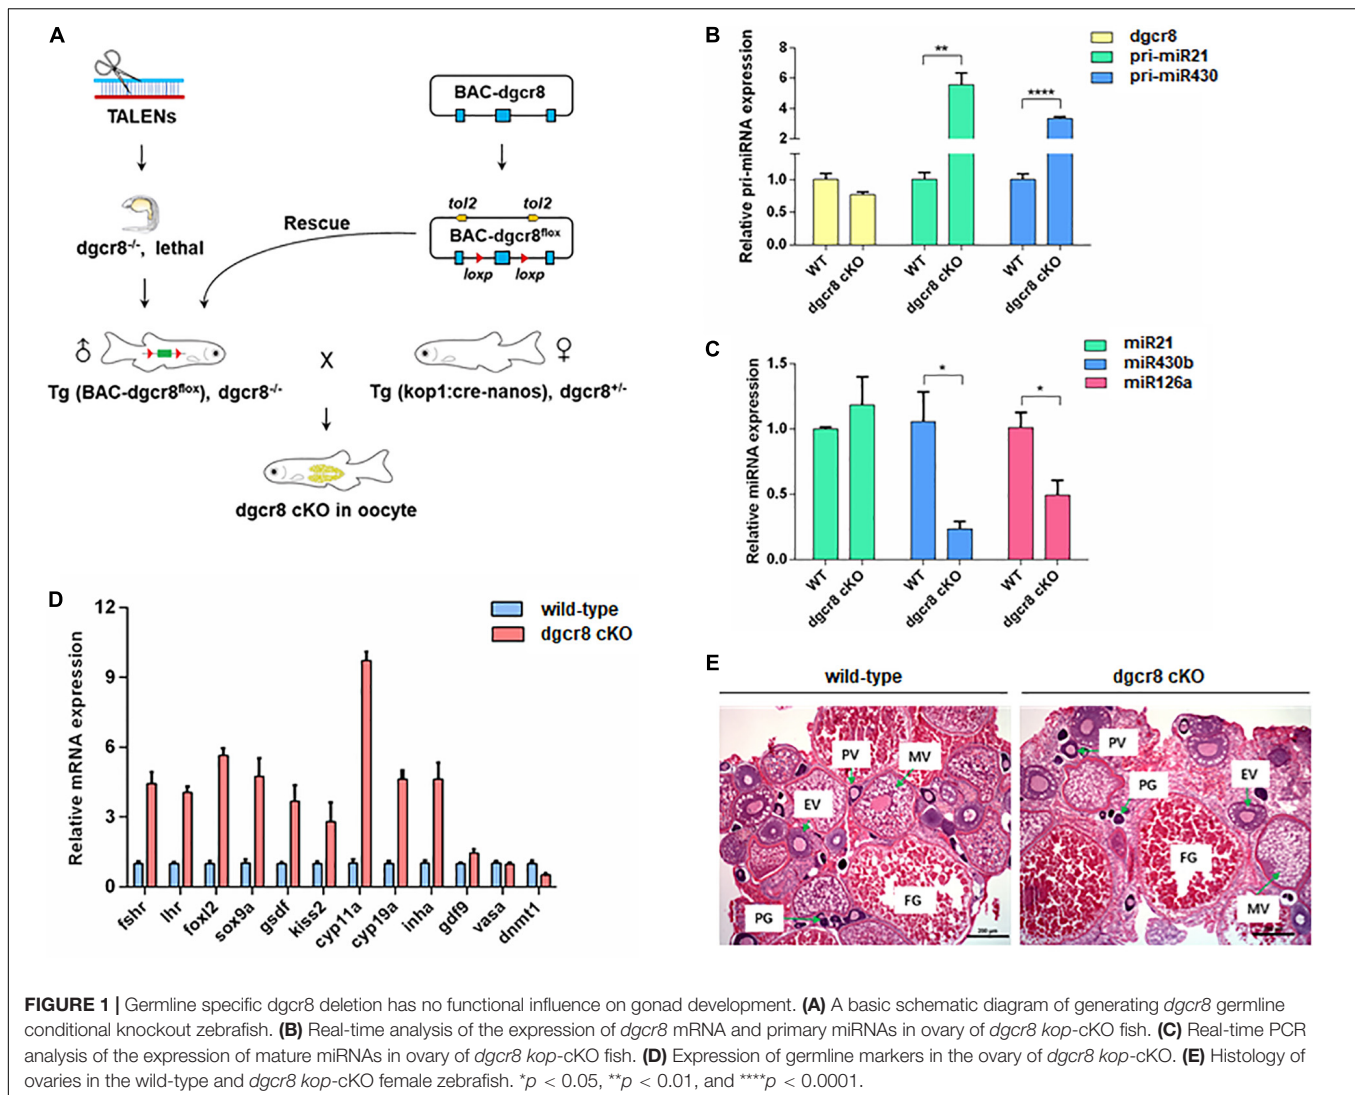 A
TALENs
BAC-dgcr8
dgcr8-/-, lethal
Rescue
tol2 tol2
BAC-dgcr8flox
loxp loxp
♂
X
♀
Tg (BAC-dgcr8flox), dgcr8-/-
Tg (kop1:cre-nanos), dgcr8+/-
dgcr8 cKO in oocyte
B
Relative pri-miRNA expression
8
6
4
2
1.0
0.5
0.0
**
****
dgcr8
pri-miR21
pri-miR430
WT dgcr8 cKO WT dgcr8 cKO WT dgcr8 cKO
C
Relative miRNA expression
1.5
1.0
0.5
0.0
*
*
miR21
miR430b
miR126a
WT dgcr8 cKO WT dgcr8 cKO WT dgcr8 cKO
D
Relative mRNA expression
12
9
6
3
0
wild-type
dgcr8 cKO
fshr lhr foxl2 sox9a gsdf kiss2 cyp11a cyp19a inha gdf9 vasa dnmt1
E
wild-type
dgcr8 cKO
PV MV EV FG PG
200 μm
PV PG EV FG MV
FIGURE 1 | Germline specific dgcr8 deletion has no functional influence on gonad development. (A) A basic schematic diagram of generating dgcr8 germline
conditional knockout zebrafish. (B) Real-time analysis of the expression of dgcr8 mRNA and primary miRNAs in ovary of dgcr8 kop-cKO fish. (C) Real-time PCR
analysis of the expression of mature miRNAs in ovary of dgcr8 kop-cKO fish. (D) Expression of germline markers in the ovary of dgcr8 kop-cKO. (E) Histology of
ovaries in the wild-type and dgcr8 kop-cKO female zebrafish. *p < 0.05, **p < 0.01, and ****p < 0.0001.